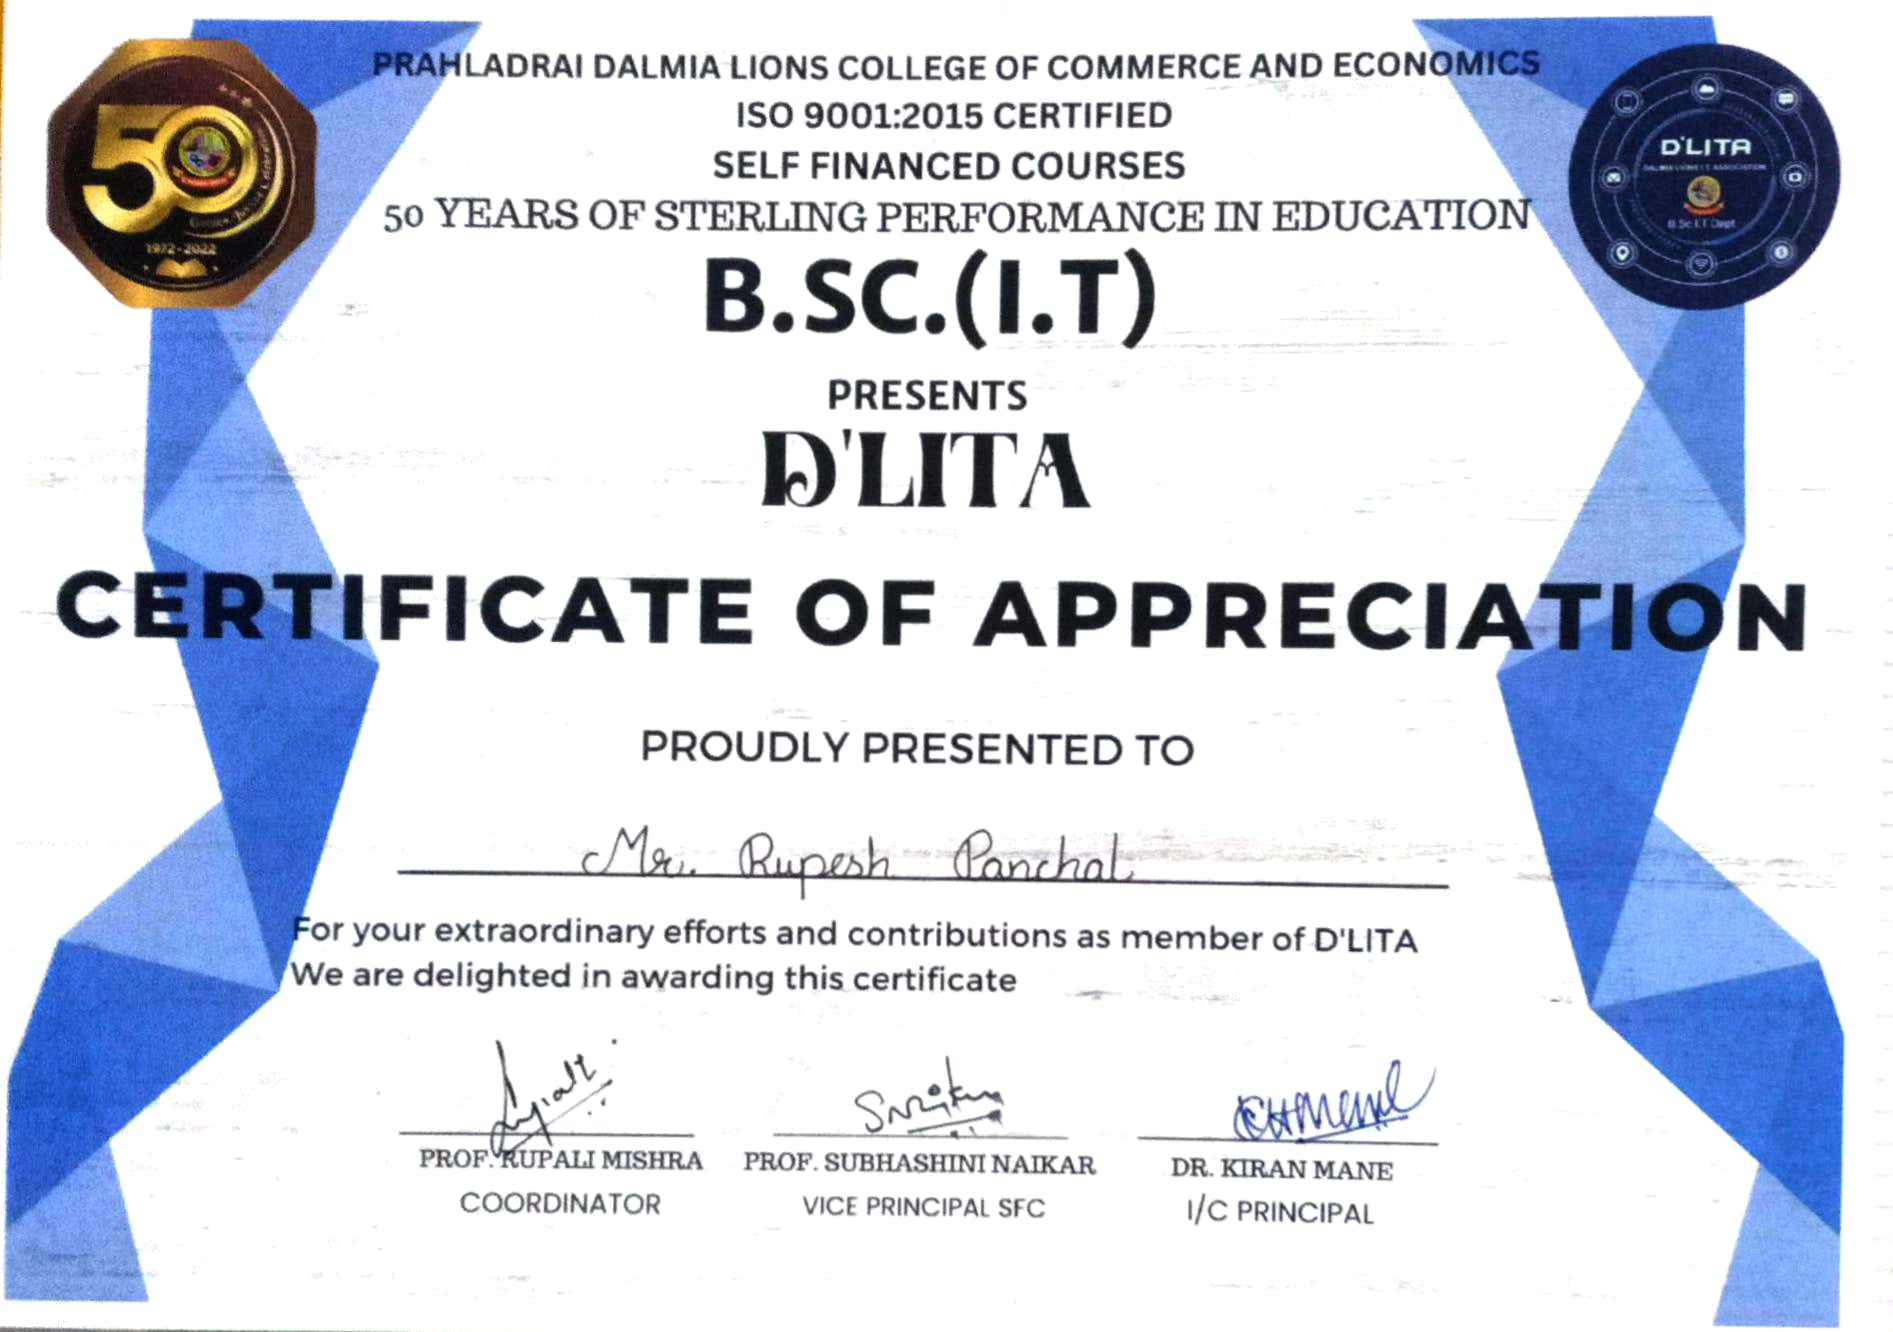 PRAHLADRAI DALMIA LIONS COLLEGE OF COMMERCE AND ECONOMICS
ISO 9001:2015 CERTIFIED
SELF FINANCED COURSES
50 YEARS OF STERLING PERFORMANCE IN EDUCATION
50
1972-2022
D'LITA
DALMIA LIONS I.T. ASSOCIATION
B.Sc I.T Dept.
B.SC.(I.T)
PRESENTS
D'LITA
CERTIFICATE OF APPRECIATION
PROUDLY PRESENTED TO
Mr. Rupesh Panchal
For your extraordinary efforts and contributions as member of D'LITA
We are delighted in awarding this certificate
PROF. RUPALI MISHRA PROF. SUBHASHINI NAIKAR DR. KIRAN MANE
COORDINATOR VICE PRINCIPAL SFC I/C PRINCIPAL